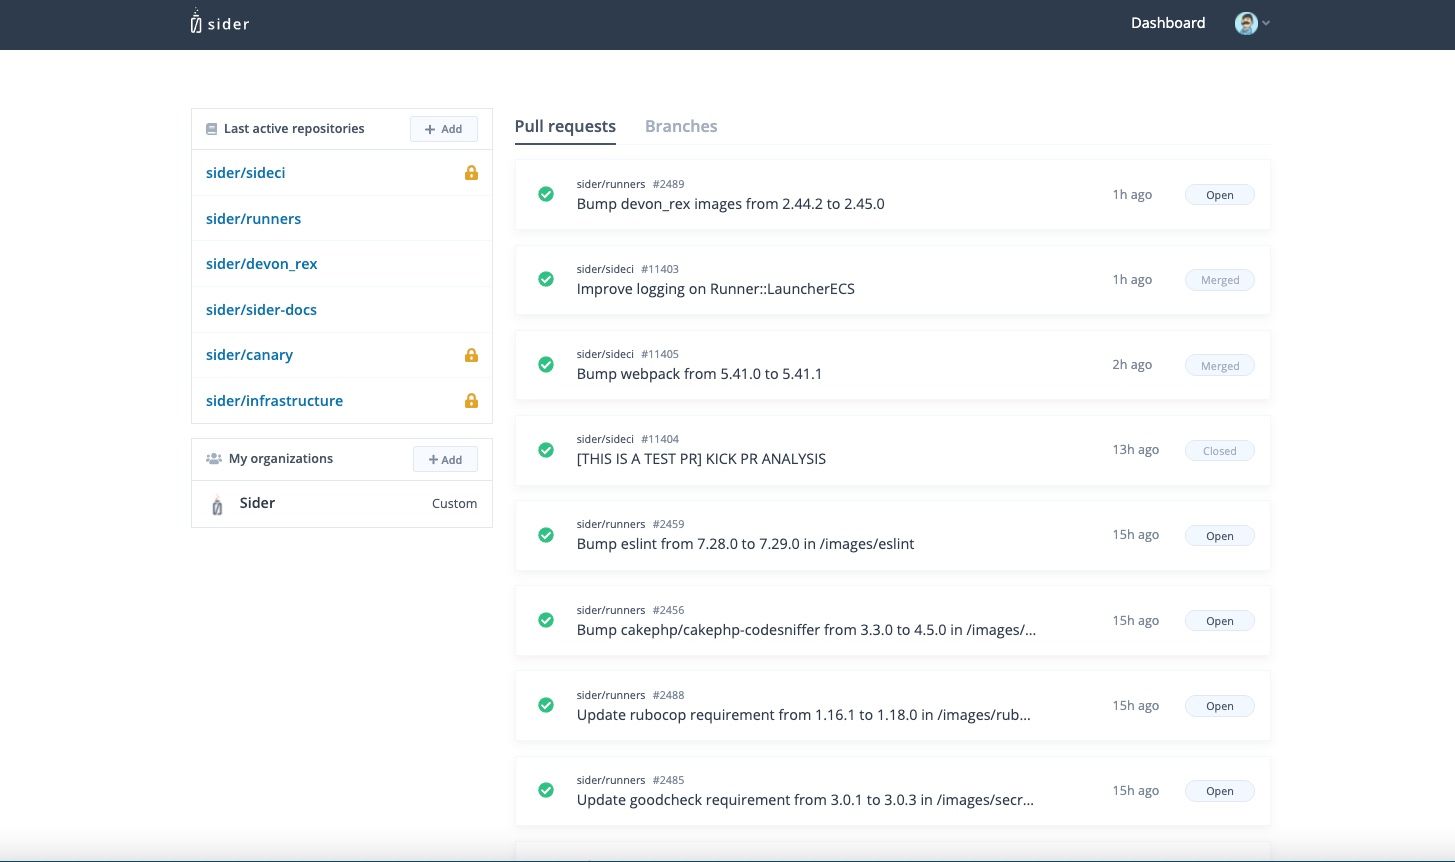 sider
Dashboard
Last active repositories
Add
sider/sideci
sider/runners
sider/devon_rex
sider/sider-docs
sider/canary
sider/infrastructure
My organizations
Add
Sider
Custom
Pull requests
Branches
sider/runners #2489
Bump devon_rex images from 2.44.2 to 2.45.0
1h ago
Open
sider/sideci #11403
Improve logging on Runner::LauncherECS
1h ago
Merged
sider/sideci #11405
Bump webpack from 5.41.0 to 5.41.1
2h ago
Merged
sider/sideci #11404
[THIS IS A TEST PR] KICK PR ANALYSIS
13h ago
Closed
sider/runners #2459
Bump eslint from 7.28.0 to 7.29.0 in /images/eslint
15h ago
Open
sider/runners #2456
Bump cakephp/cakephp-codesniffer from 3.3.0 to 4.5.0 in /images/...
15h ago
Open
sider/runners #2488
Update rubocop requirement from 1.16.1 to 1.18.0 in /images/rub...
15h ago
Open
sider/runners #2485
Update goodcheck requirement from 3.0.1 to 3.0.3 in /images/secr...
15h ago
Open